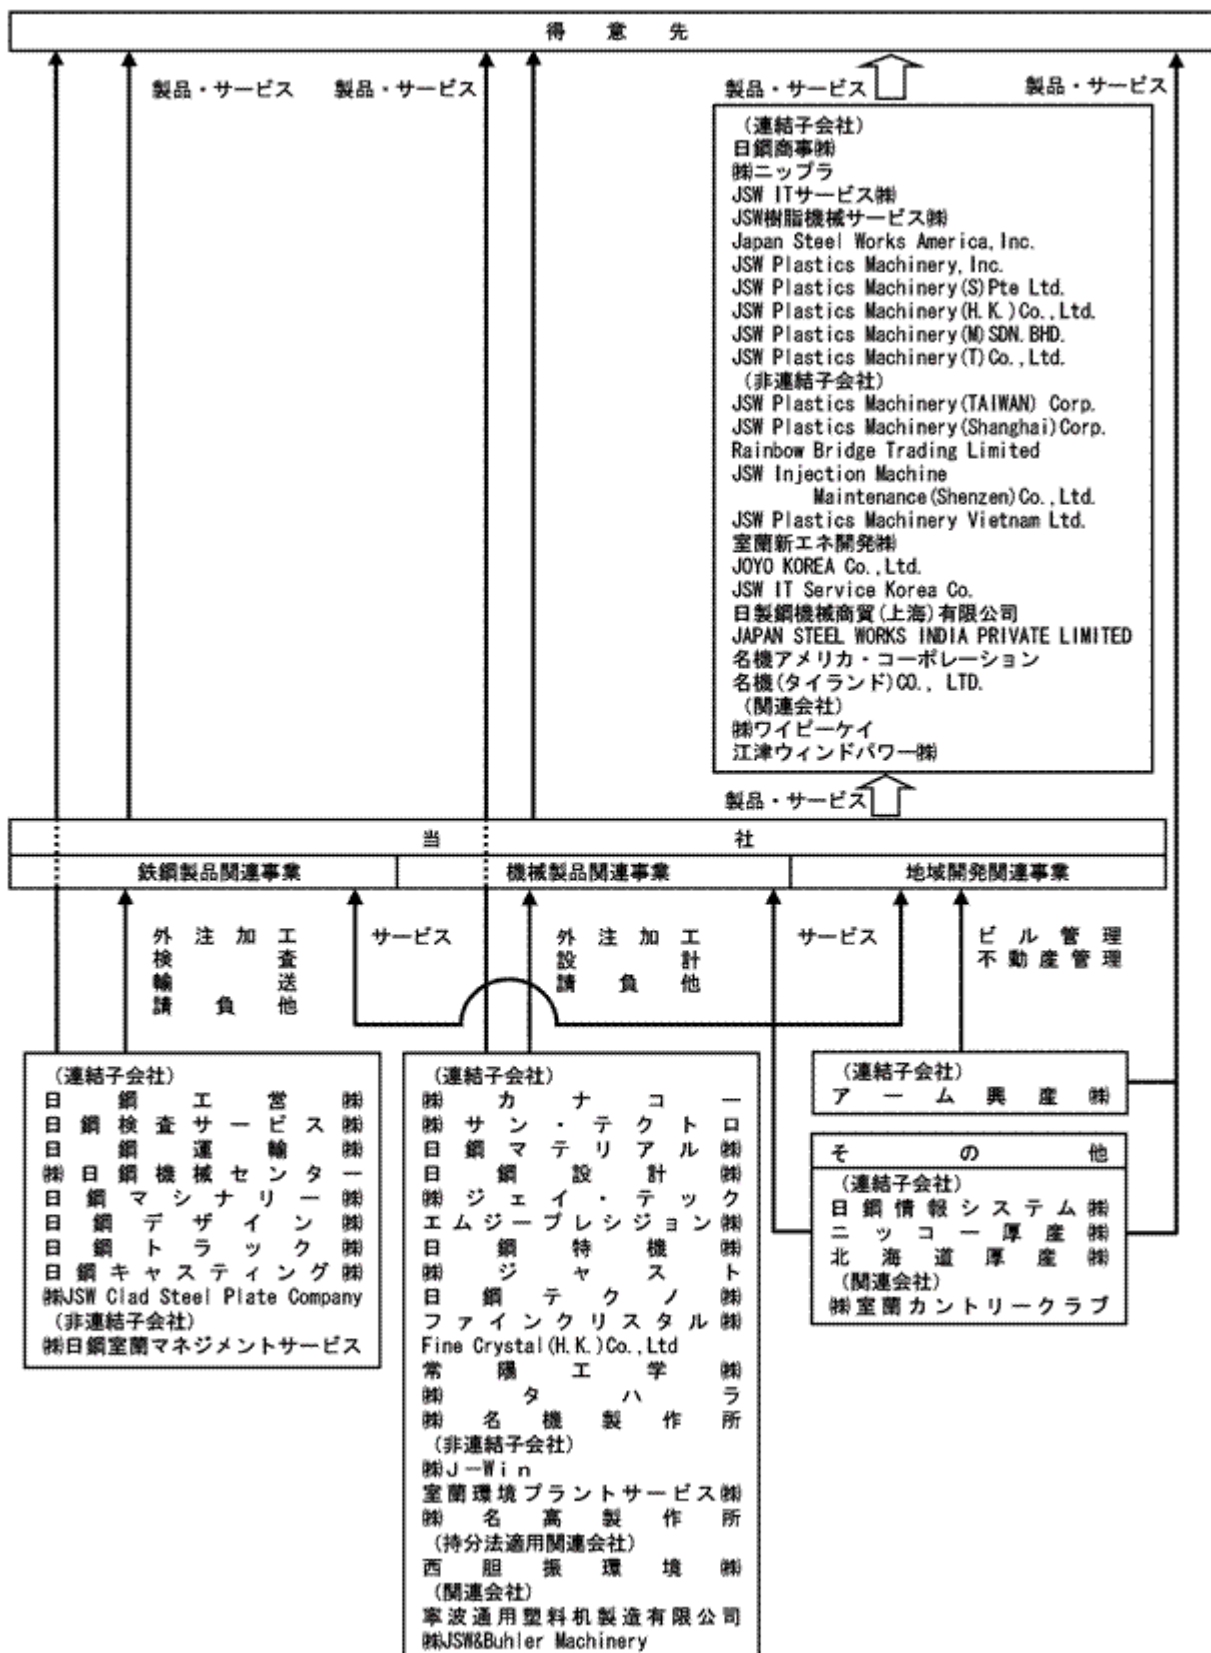 得意先
製品・サービス
製品・サービス
製品・サービス
製品・サービス
（連結子会社）
日鋼商事㈱
㈱ニップラ
JSW ITサービス㈱
JSW樹脂機械サービス㈱
Japan Steel Works America,Inc.
JSW Plastics Machinery,Inc.
JSW Plastics Machinery(S)Pte Ltd.
JSW Plastics Machinery(H.K.)Co.,Ltd.
JSW Plastics Machinery(M)SDN.BHD.
JSW Plastics Machinery(T)Co.,Ltd.
（非連結子会社）
JSW Plastics Machinery(TAIWAN) Corp.
JSW Plastics Machinery(Shanghai)Corp.
Rainbow Bridge Trading Limited
JSW Injection Machine
Maintenance(Shenzen)Co.,Ltd.
JSW Plastics Machinery Vietnam Ltd.
室蘭新エネ開発㈱
JOYO KOREA Co.,Ltd.
JSW IT Service Korea Co.
日製鋼機械商貿(上海)有限公司
JAPAN STEEL WORKS INDIA PRIVATE LIMITED
名機アメリカ・コーポレーション
名機(タイランド)CO., LTD.
（関連会社）
㈱ワイピーケイ
江津ウィンドパワー㈱
製品・サービス
当社
鉄鋼製品関連事業
機械製品関連事業
地域開発関連事業
外注加工
検査
輸送
請負他
サービス
外注加工
設計
請負他
サービス
ビル管理
不動産管理
（連結子会社）
日鋼工営㈱
日鋼検査サービス㈱
日鋼運輸㈱
㈱日鋼機械センター
日鋼マシナリー㈱
日鋼デザイン㈱
日鋼トラック㈱
日鋼キャスティング㈱
㈱JSW Clad Steel Plate Company
（非連結子会社）
㈱日鋼室蘭マネジメントサービス
（連結子会社）
㈱カナコー
㈱サン・テクトロ
日鋼マテリアル㈱
日鋼設計㈱
㈱ジェイ・テック
エムジープレシジョン㈱
日鋼特機㈱
㈱ジャスト
日鋼テクノ㈱
ファインクリスタル㈱
Fine Crystal(H.K.)Co.,Ltd
常陽工学㈱
㈱タハラ
㈱名機製作所
（非連結子会社）
㈱J－Win
室蘭環境プラントサービス㈱
㈱名高製作所
（持分法適用関連会社）
西胆振環境㈱
（関連会社）
寧波通用塑料机製造有限公司
㈱JSW&Buhler Machinery
（連結子会社）
アーム興産㈱
その他
（連結子会社）
日鋼情報システム㈱
ニッコー厚産㈱
北海道厚産㈱
（関連会社）
㈱室蘭カントリークラブ